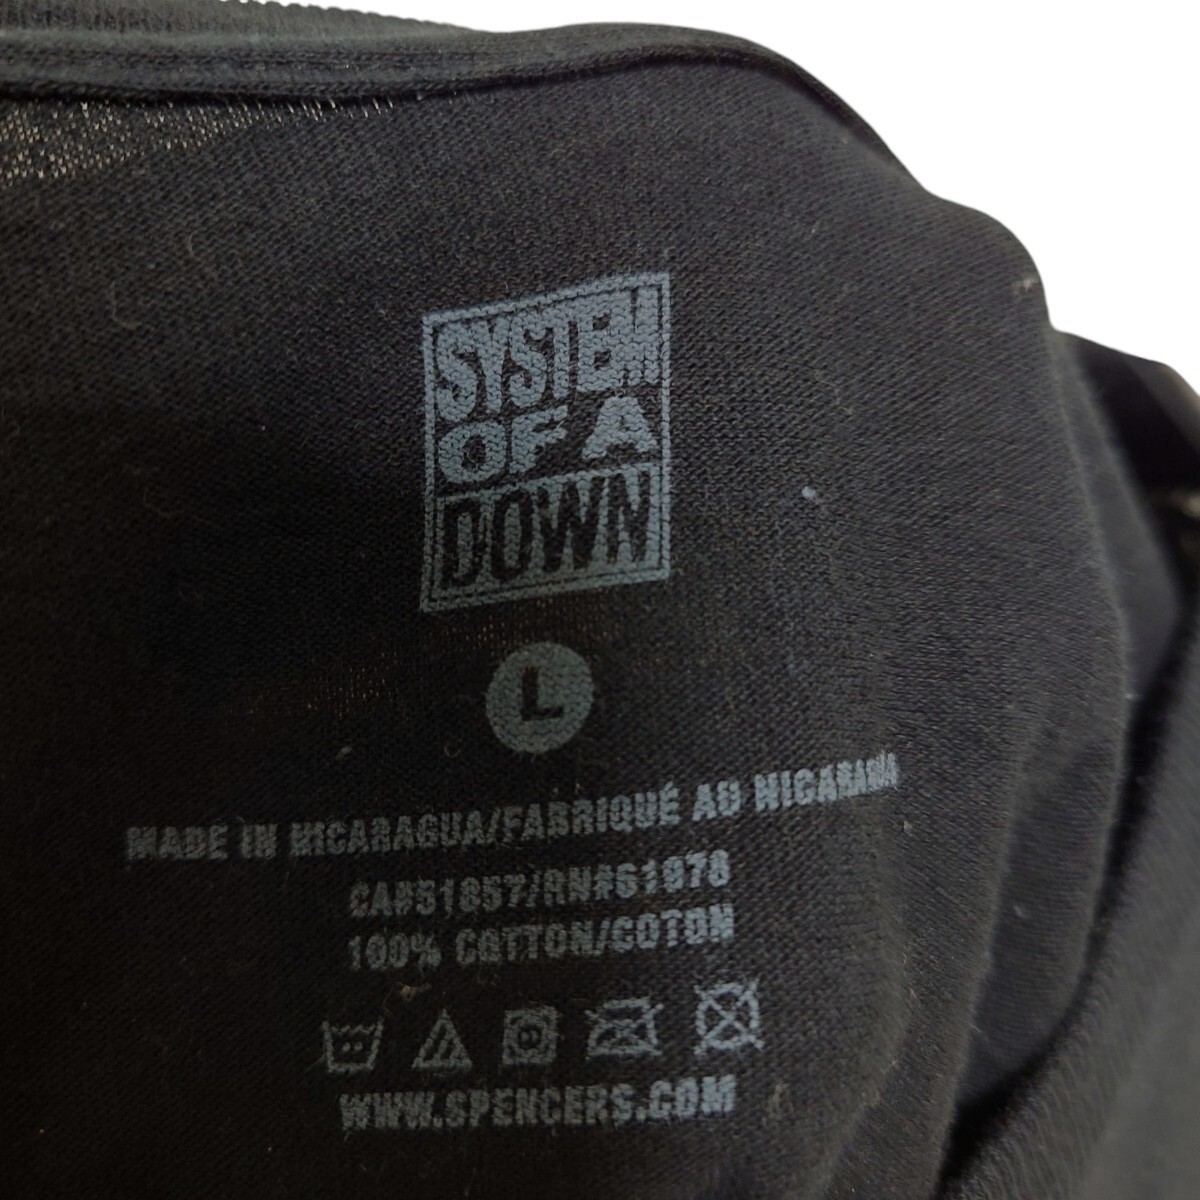 SYSTEM
OF A
DOWN
L
MADE IN NICARAGUA/FABRIQUÉ AU NICARAGUA
CA#51857/RN#61978
100% COTTON/COTON
WWW.SPENCERS.COM